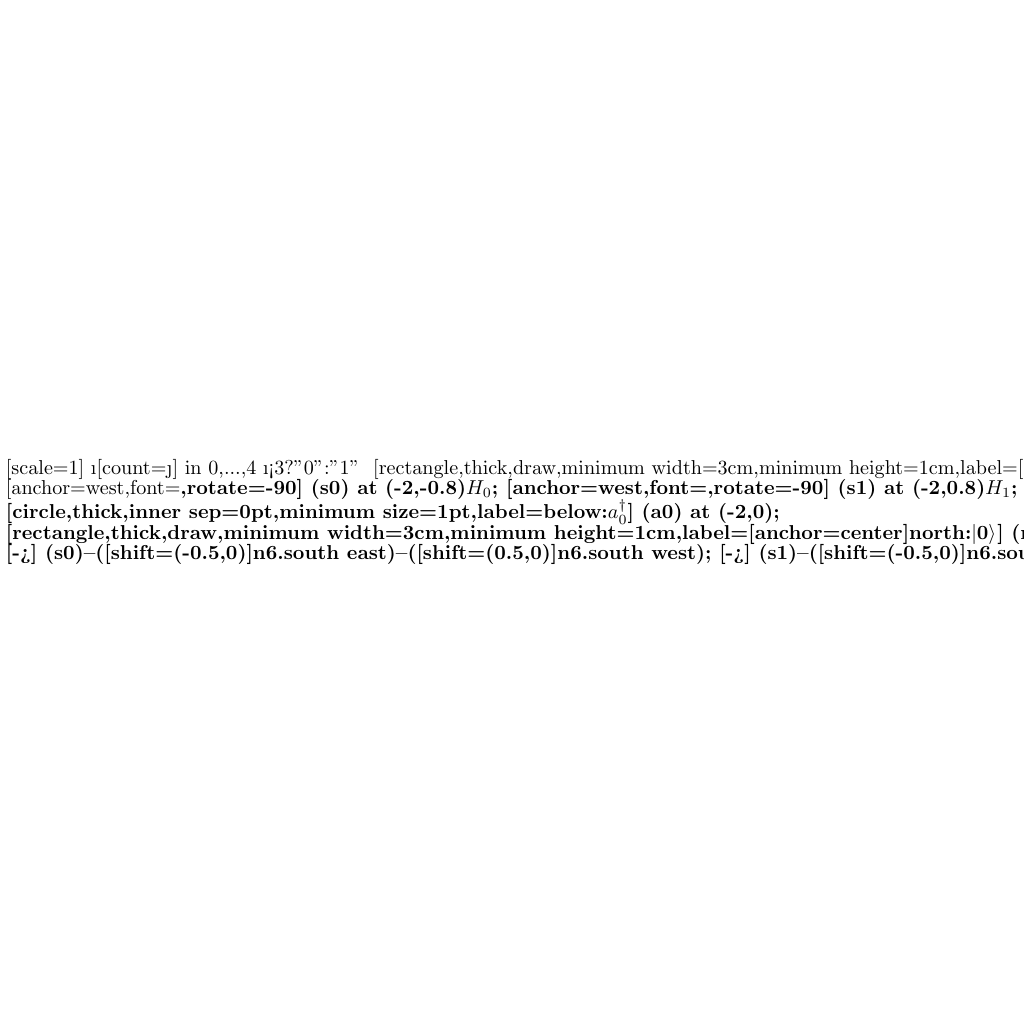 [scale=1] ı[count=ȷ] in 0,...,4 ı¡3?”0”:”1” [rectangle,thick,draw,minimum width=3cm,minimum height=1cm,label=[
[anchor=west,font=,rotate=-90] (s0) at (-2,-0.8)H₀; [anchor=west,font=,rotate=-90] (s1) at (-2,0.8)H₁;
[circle,thick,inner sep=0pt,minimum size=1pt,label=below:a₀†] (a0) at (-2,0);
[rectangle,thick,draw,minimum width=3cm,minimum height=1cm,label=[anchor=center]north:|0⟩] (
[-¿] (s0)–([shift=(-0.5,0)]n6.south east)–([shift=(0.5,0)]n6.south west); [-¿] (s1)–([shift=(-0.5,0)]n6.sou